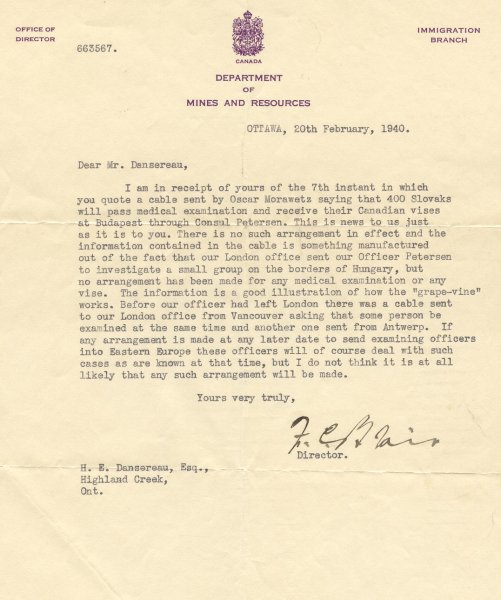 OFFICE OF
DIRECTOR
663567.
CANADA
IMMIGRATION
BRANCH
DEPARTMENT
OF
MINES AND RESOURCES
OTTAWA, 20th February, 1940.
Dear Mr. Dansereau,
I am in receipt of yours of the 7th instant in which
you quote a cable sent by Oscar Morawetz saying that 400 Slovaks
will pass medical examination and receive their Canadian vises
at Budapest through Consul Petersen. This is news to us just
as it is to you. There is no such arrangement in effect and the
information contained in the cable is something manufactured
out of the fact that our London office sent our Officer Petersen
to investigate a small group on the borders of Hungary, but
no arrangement has been made for any medical examination or any
vise. The information is a good illustration of how the "grape-vine"
works. Before our officer had left London there was a cable sent
to our London office from Vancouver asking that some person be
examined at the same time and another one sent from Antwerp. If
any arrangement is made at any later date to send examining officers
into Eastern Europe these officers will of course deal with such
cases as are known at that time, but I do not think it is at all
likely that any such arrangement will be made.
Yours very truly,
F. C. Blair
Director.
H. E. Dansereau, Esq.,
Highland Creek,
Ont.